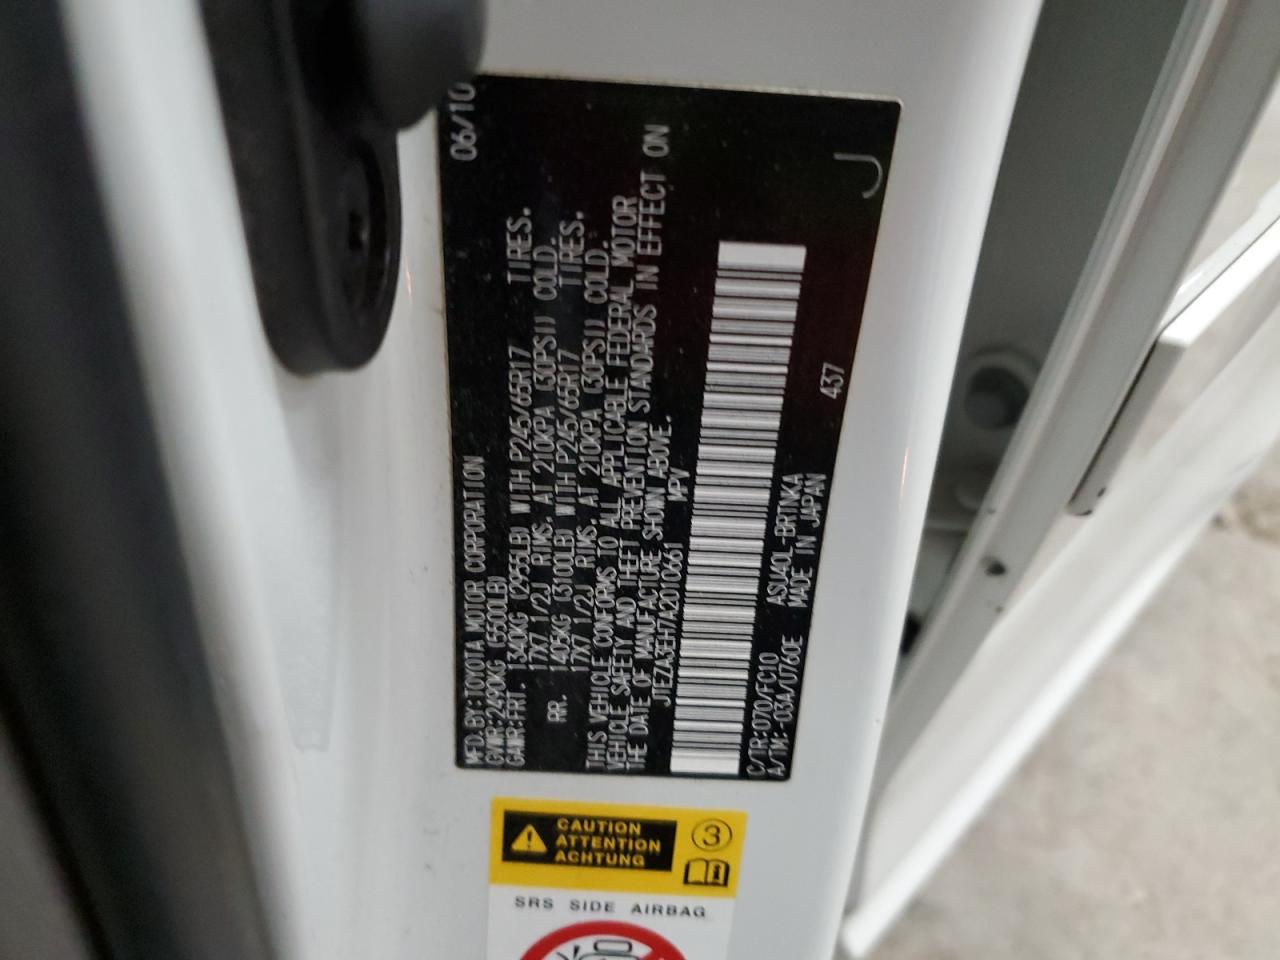 MFD.BY:TOYOTA MOTOR CORPORATION 06/10
GVWR:2490KG (5500LB)
GAWR:FRT. 1340KG (2955LB) WITH P245/65R17 TIRES.
17X7 1/2J RIMS. AT 210KPA (30PSI) COLD.
RR. 1405KG (3100LB) WITH P245/65R17 TIRES.
17X7 1/2J RIMS. AT 210KPA (30PSI) COLD.
THIS VEHICLE CONFORMS TO ALL APPLICABLE FEDERAL MOTOR
VEHICLE SAFETY AND THEFT PREVENTION STANDARDS IN EFFECT ON
THE DATE OF MANUFACTURE SHOWN ABOVE.
JTEZA3EH7A2010661 MPV
C/TR:070/FC10 ASU40L-BRTNKA 437 J
A/TM:-03A/U760E MADE IN JAPAN
CAUTION
ATTENTION
ACHTUNG
3
SRS SIDE AIRBAG